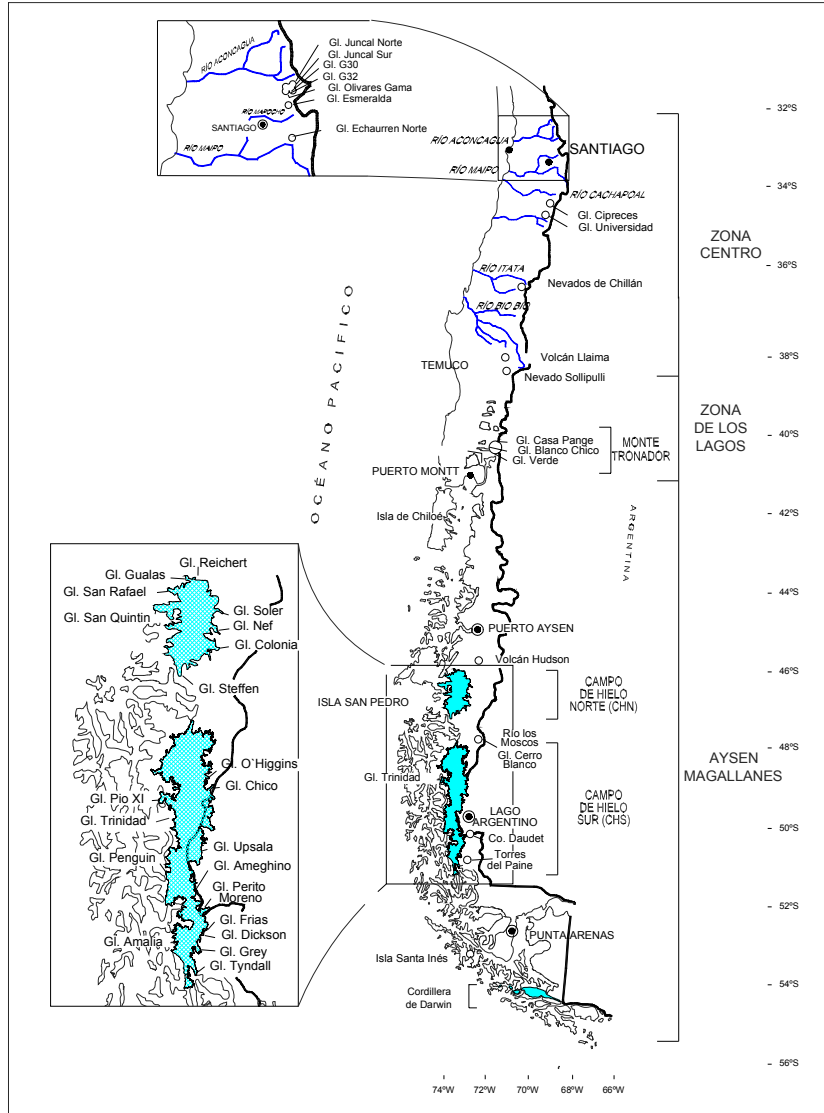 Gl. Juncal Norte
Gl. Juncal Sur
Gl. G30
Gl. G32
Gl. Olivares Gama
Gl. Esmeralda
Gl. Echaurren Norte
RÍO ACONCAGUA
RÍO MAPOCHO
SANTIAGO
RÍO MAIPO
RÍO ACONCAGUA
SANTIAGO
RÍO MAIPO
RÍO CACHAPOAL
Gl. Cipreces
Gl. Universidad
RÍO ITATA
Nevados de Chillán
RÍO BIO BIO
Volcán Llaima
TEMUCO
Nevado Sollipulli
Gl. Casa Pange
Gl. Blanco Chico
Gl. Verde
MONTE
TRONADOR
PUERTO MONTT
Isla de Chiloé
OCÉANO PACIFICO
ARGENTINA
PUERTO AYSEN
Volcán Hudson
ISLA SAN PEDRO
CAMPO
DE HIELO
NORTE (CHN)
Río los
Moscos
Gl. Cerro
Blanco
Gl. Trinidad
LAGO
ARGENTINO
CAMPO
DE HIELO
SUR (CHS)
Co. Daudet
Torres
del Paine
PUNTA ARENAS
Isla Santa Inés
Cordillera
de Darwin
ZONA
CENTRO
ZONA
DE LOS
LAGOS
AYSEN
MAGALLANES
32ºS
34ºS
36ºS
38ºS
40ºS
42ºS
44ºS
46ºS
48ºS
50ºS
52ºS
54ºS
56ºS
74ºW 72ºW 70ºW 68ºW 66ºW
Gl. Reichert
Gl. Gualas
Gl. San Rafael
Gl. San Quintin
Gl. Soler
Gl. Nef
Gl. Colonia
Gl. Steffen
Gl. O`Higgins
Gl. Chico
Gl. Pio XI
Gl. Trinidad
Gl. Upsala
Gl. Penguin
Gl. Ameghino
Gl. Perito
Moreno
Gl. Frias
Gl. Amalia
Gl. Dickson
Gl. Grey
Gl. Tyndall